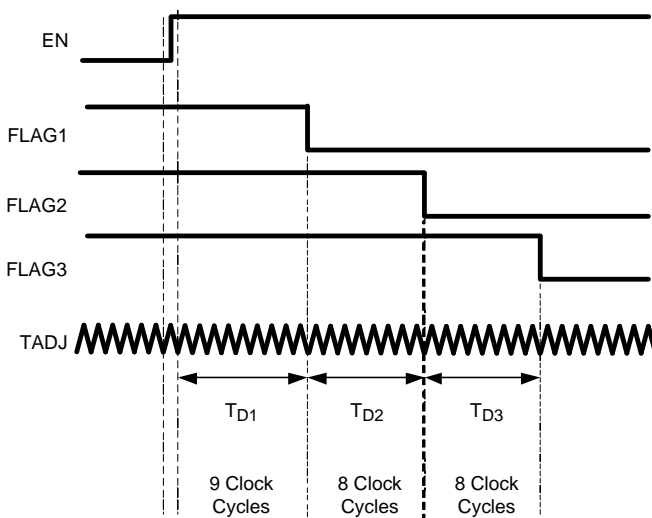 EN
FLAG1
FLAG2
FLAG3
TADJ
TD1 TD2 TD3
9 Clock 8 Clock 8 Clock
Cycles Cycles Cycles